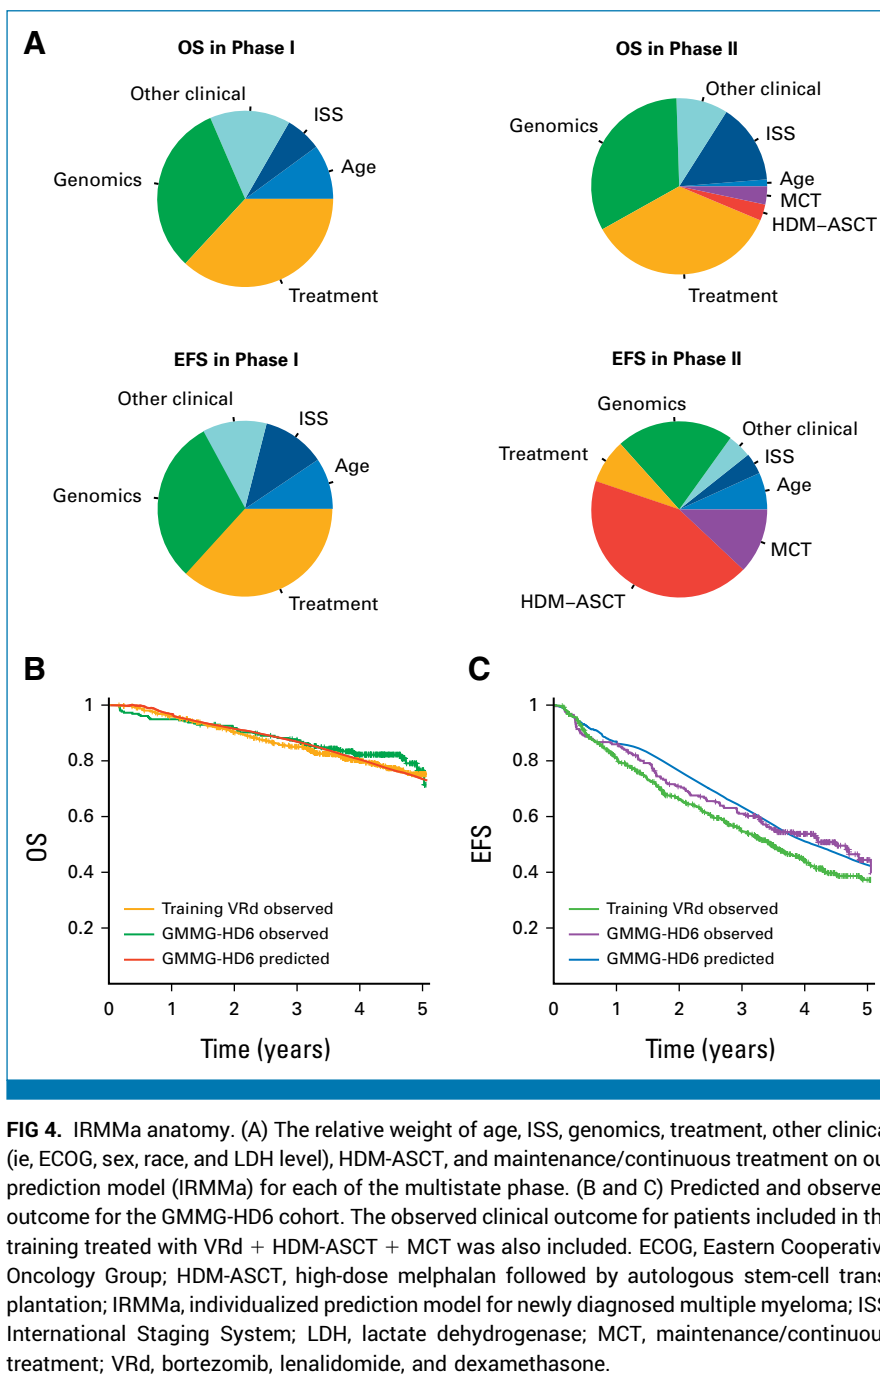 A
OS in Phase I
Other clinical
ISS
Age
Genomics
Treatment
OS in Phase II
Other clinical
ISS
Age
MCT
HDM–ASCT
Genomics
Treatment
EFS in Phase I
Other clinical
ISS
Age
Genomics
Treatment
EFS in Phase II
Genomics
Other clinical
ISS
Age
Treatment
MCT
HDM–ASCT
B
OS
1
0.8
0.6
0.4
0.2
Training VRd observed
GMMG-HD6 observed
GMMG-HD6 predicted
0 1 2 3 4 5
Time (years)
C
EFS
1
0.8
0.6
0.4
0.2
Training VRd observed
GMMG-HD6 observed
GMMG-HD6 predicted
0 1 2 3 4 5
Time (years)
FIG 4. IRMMa anatomy. (A) The relative weight of age, ISS, genomics, treatment, other clinica
(ie, ECOG, sex, race, and LDH level), HDM-ASCT, and maintenance/continuous treatment on ou
prediction model (IRMMa) for each of the multistate phase. (B and C) Predicted and observe
outcome for the GMMG-HD6 cohort. The observed clinical outcome for patients included in th
training treated with VRd + HDM-ASCT + MCT was also included. ECOG, Eastern Cooperativ
Oncology Group; HDM-ASCT, high-dose melphalan followed by autologous stem-cell trans
plantation; IRMMa, individualized prediction model for newly diagnosed multiple myeloma; ISS
International Staging System; LDH, lactate dehydrogenase; MCT, maintenance/continuou
treatment; VRd, bortezomib, lenalidomide, and dexamethasone.